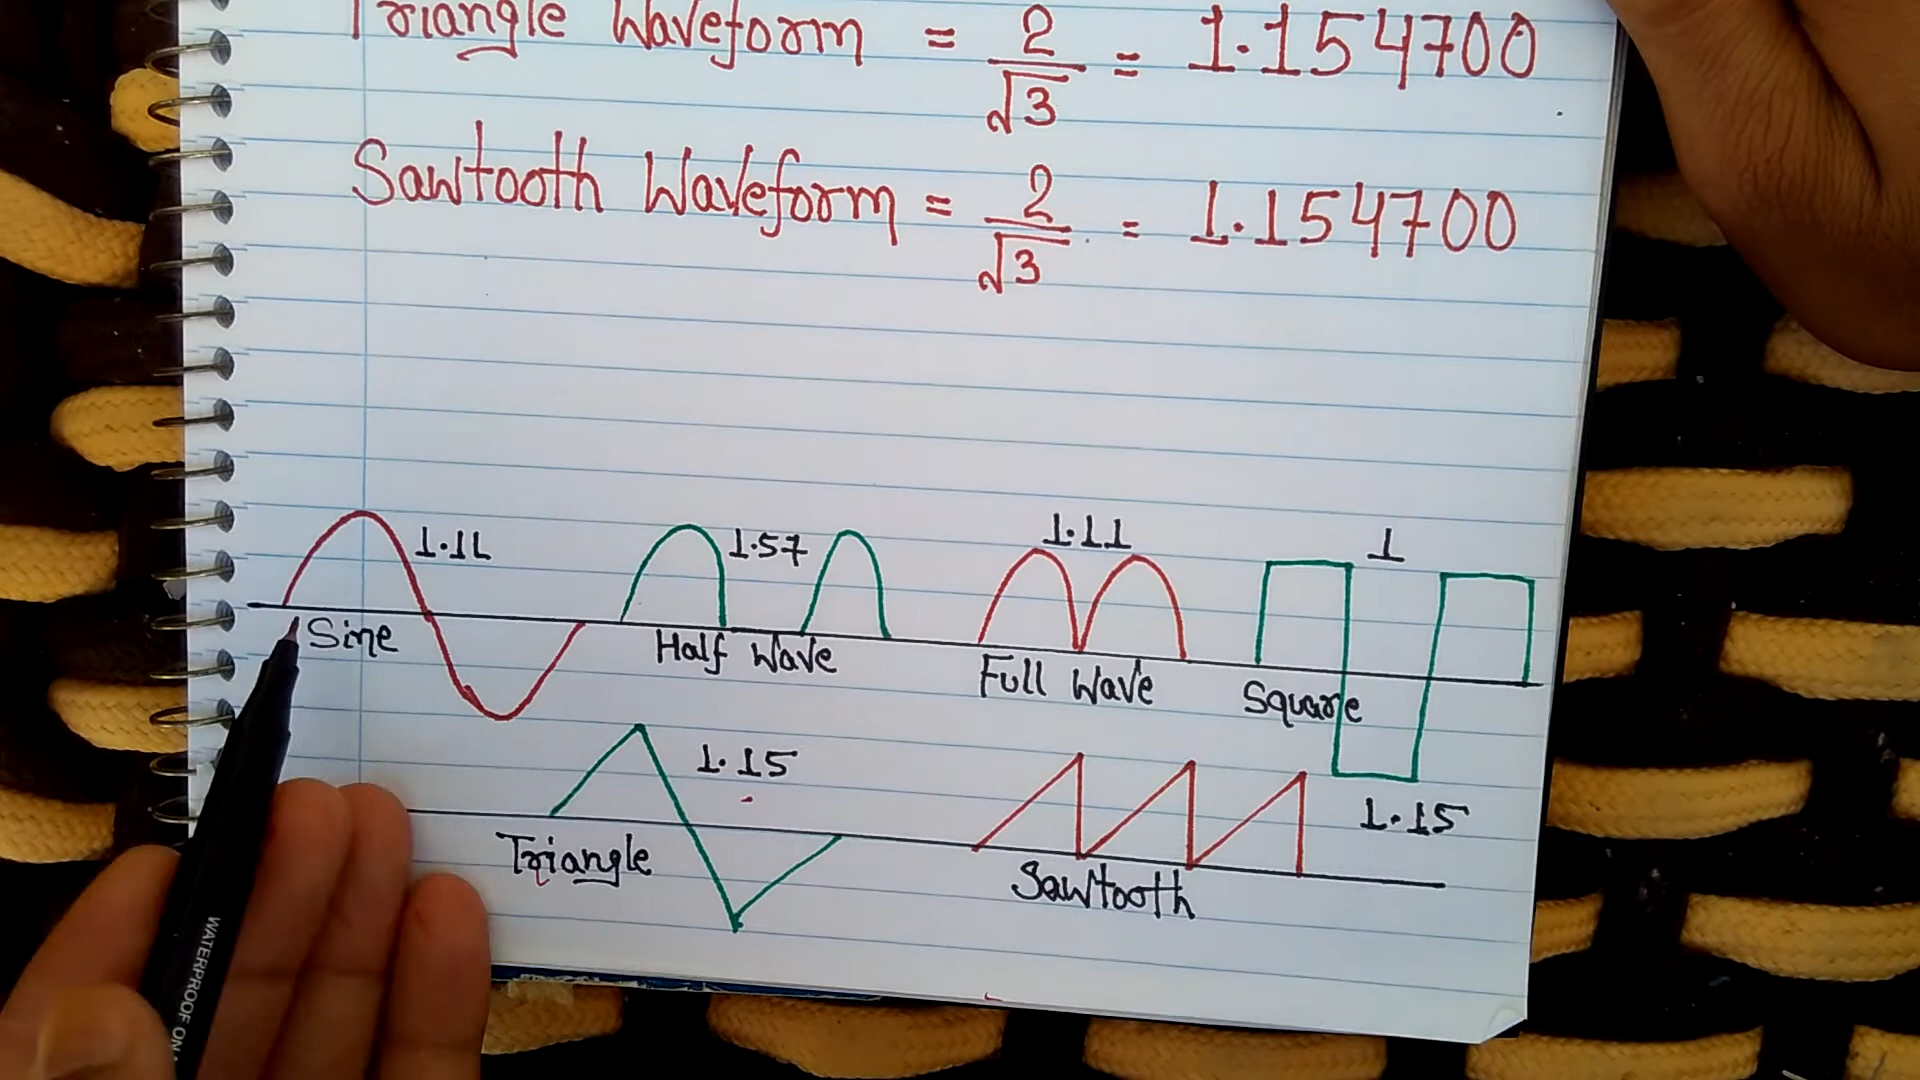 Triangle Waveform = 2/√3 = 1.154700
Sawtooth Waveform = 2/√3 = 1.154700
1.11 1.57 1.11 1
Sine Half Wave Full Wave Square
1.15 1.15
Triangle Sawtooth
WATERPROOF ON